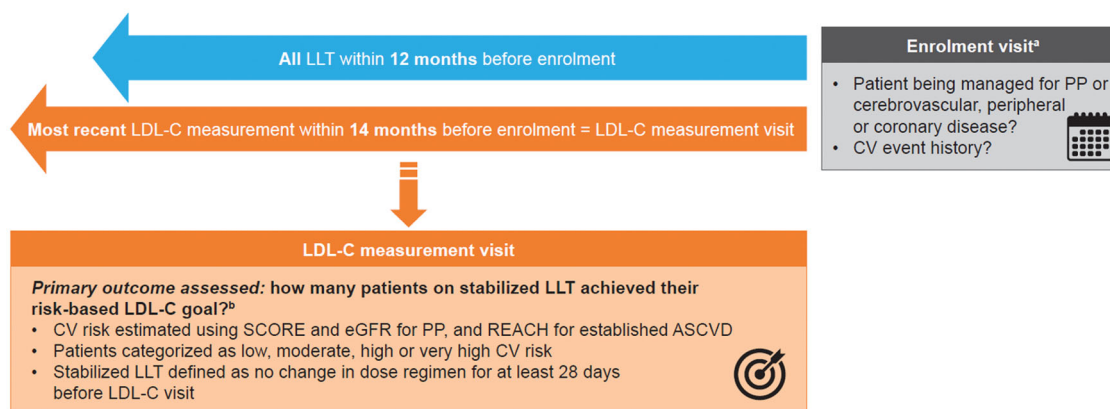 All LLT within 12 months before enrolment
Most recent LDL-C measurement within 14 months before enrolment = LDL-C measurement visit
Enrolment visitᵃ
• Patient being managed for PP or
cerebrovascular, peripheral
or coronary disease?
• CV event history?
LDL-C measurement visit
Primary outcome assessed: how many patients on stabilized LLT achieved their
risk-based LDL-C goal?ᵇ
• CV risk estimated using SCORE and eGFR for PP, and REACH for established ASCVD
• Patients categorized as low, moderate, high or very high CV risk
• Stabilized LLT defined as no change in dose regimen for at least 28 days
before LDL-C visit